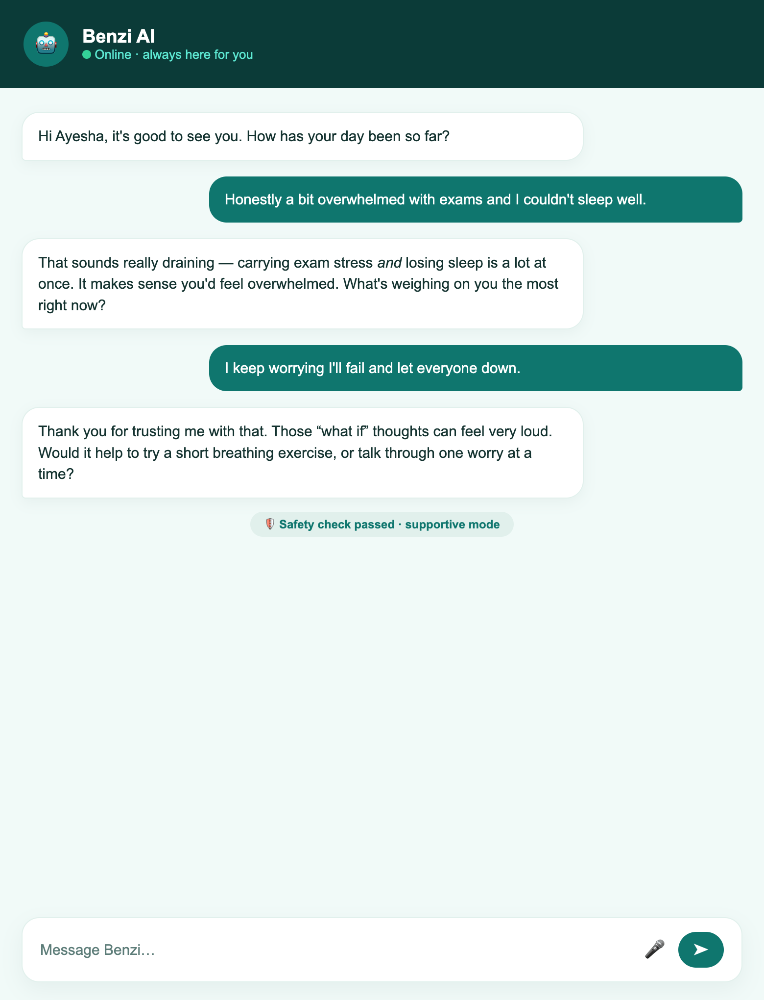 Benzi AI
Online · always here for you
Hi Ayesha, it's good to see you. How has your day been so far?
Honestly a bit overwhelmed with exams and I couldn't sleep well.
That sounds really draining — carrying exam stress and losing sleep is a lot at
once. It makes sense you'd feel overwhelmed. What's weighing on you the most
right now?
I keep worrying I'll fail and let everyone down.
Thank you for trusting me with that. Those “what if” thoughts can feel very loud.
Would it help to try a short breathing exercise, or talk through one worry at a
time?
Safety check passed · supportive mode
Message Benzi…